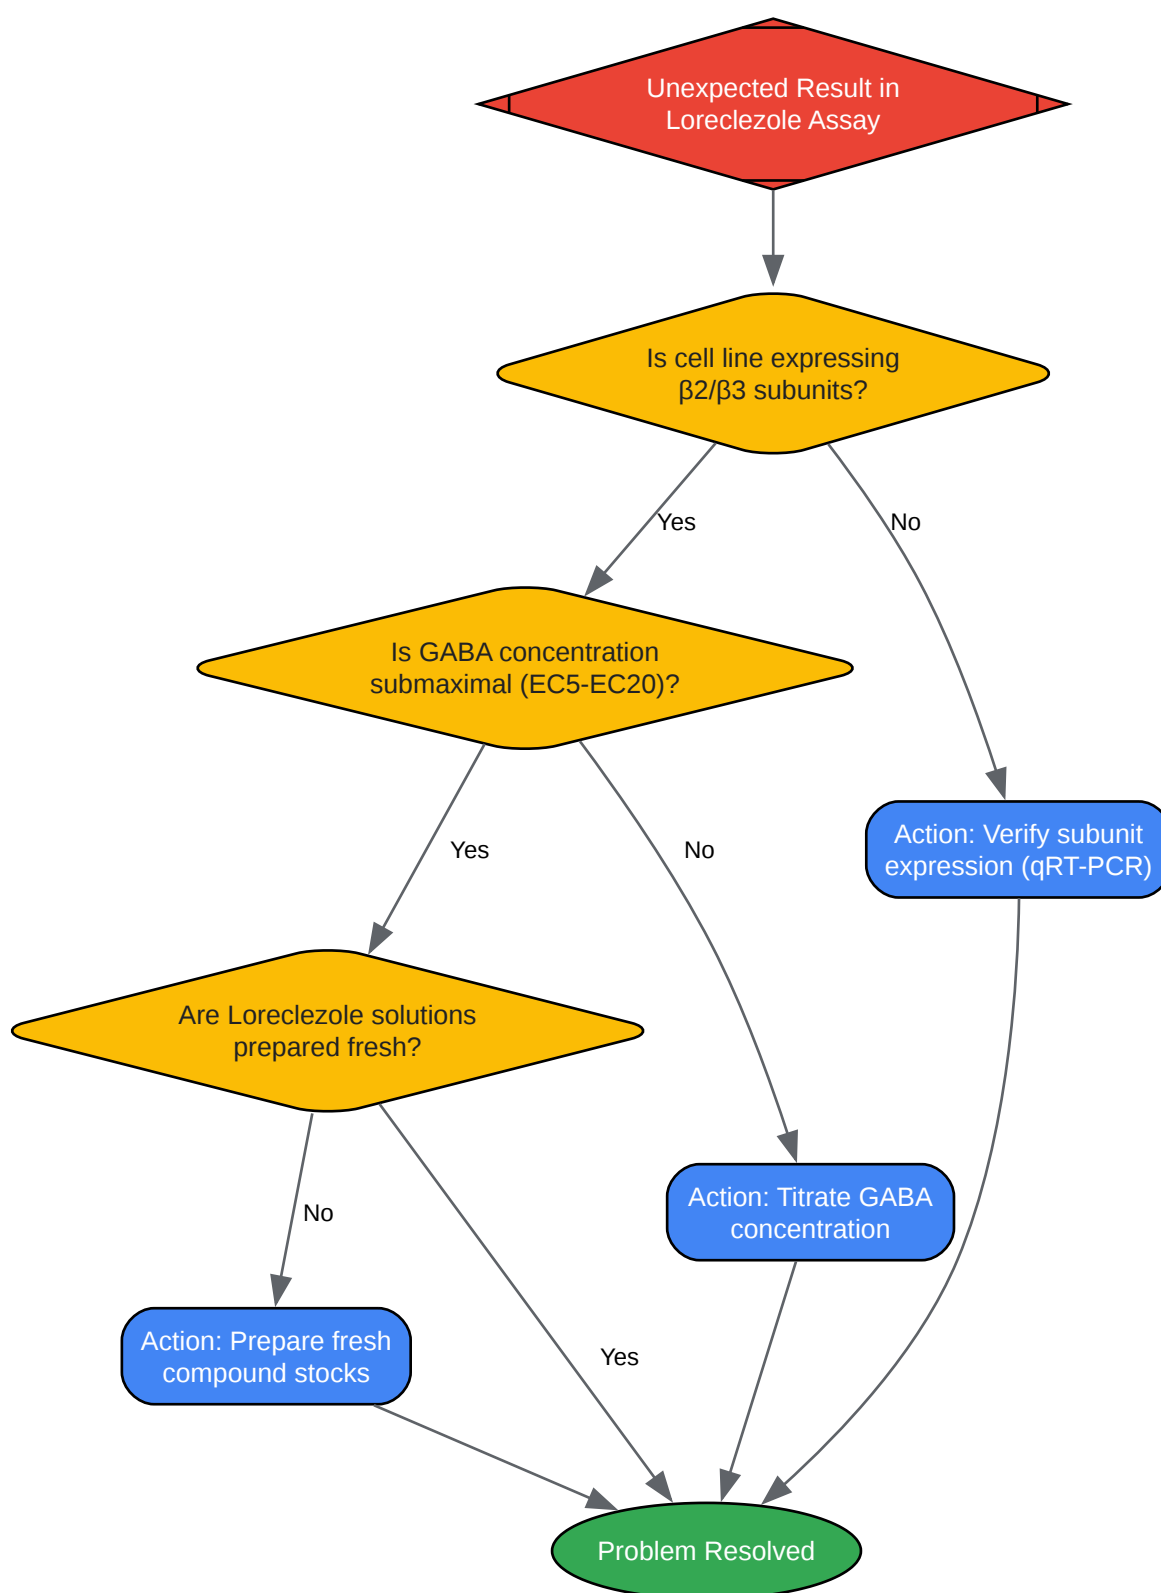 Unexpected Result in
Loreclezole Assay
Is cell line expressing
β2/β3 subunits?
Yes
No
Is GABA concentration
submaximal (EC5-EC20)?
Action: Verify subunit
expression (qRT-PCR)
Yes
No
Are Loreclezole solutions
prepared fresh?
Action: Titrate GABA
concentration
No
Action: Prepare fresh
compound stocks
Yes
Problem Resolved